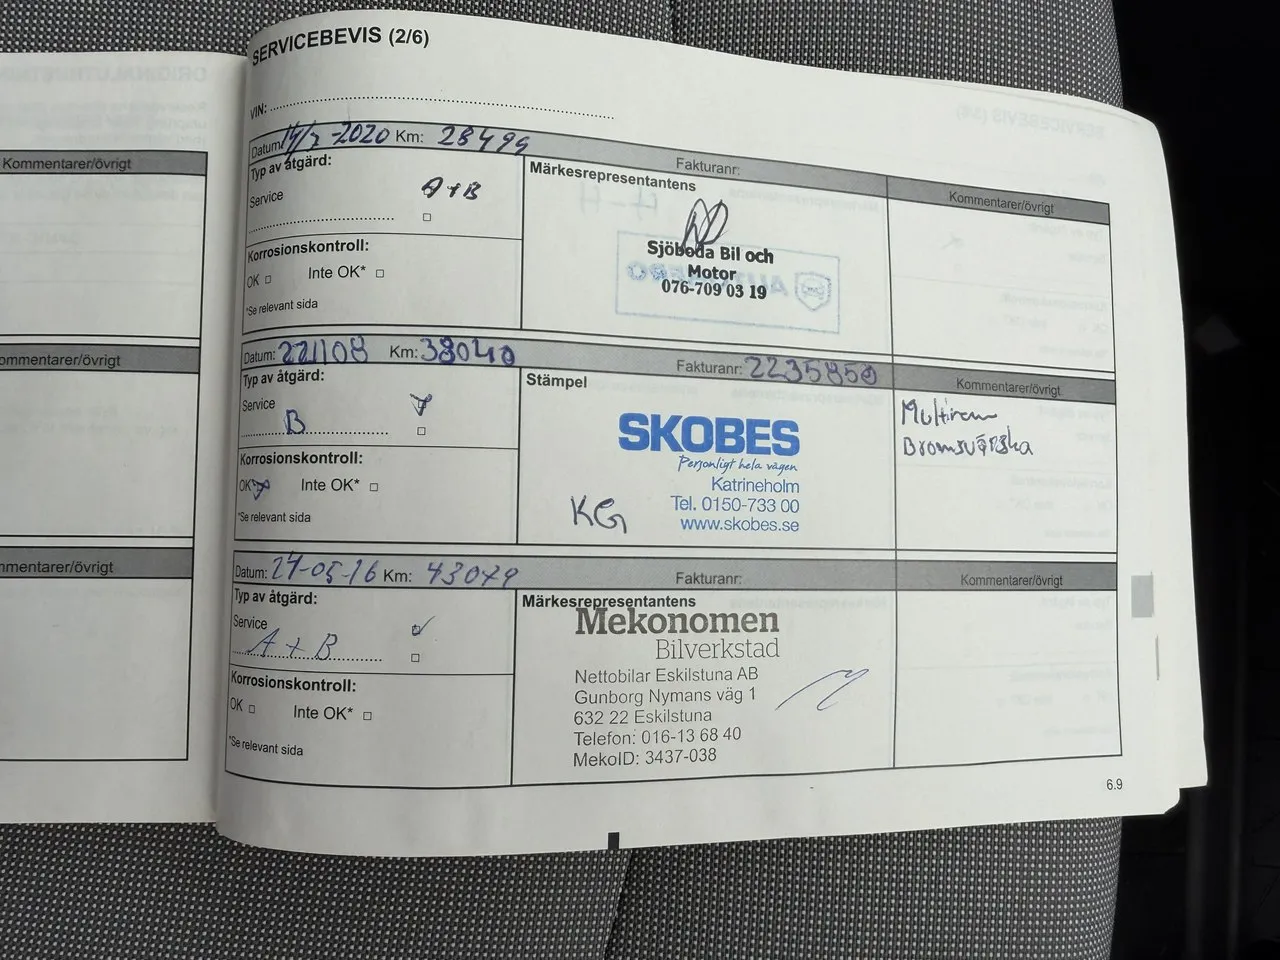 SERVICEBEVIS (2/6)
VIN:
Datum: 14/7-2020 Km: 28499 Fakturanr:
Typ av åtgärd:
Service A+B
Korrosionskontroll:
OK Inte OK*
*Se relevant sida
Märkesrepresentantens
Sjöboda Bil och
Motor
076-709 03 19
Kommentarer/övrigt
Datum: 221108 Km: 38040 Fakturanr: 2235850
Typ av åtgärd:
Service
B
Korrosionskontroll:
OK Inte OK*
*Se relevant sida
Stämpel
SKOBES
Personligt hela vägen
Katrineholm
Tel. 0150-733 00
www.skobes.se
KG
Kommentarer/övrigt
Multirem
Bromsvätska
Datum: 24-05-16 Km: 43079 Fakturanr:
Typ av åtgärd:
Service
A+B
Korrosionskontroll:
OK Inte OK*
*Se relevant sida
Märkesrepresentantens
Mekonomen
Bilverkstad
Nettobilar Eskilstuna AB
Gunborg Nymans väg 1
632 22 Eskilstuna
Telefon: 016-13 68 40
MekoID: 3437-038
Kommentarer/övrigt
6.9
Kommentarer/övrigt
ommentarer/övrigt
mmentarer/övrigt